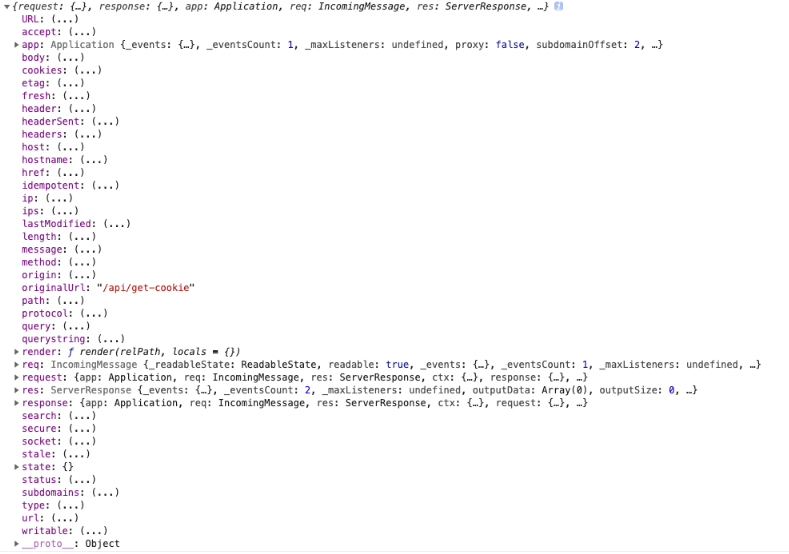 {request: {…}, response: {…}, app: Application, req: IncomingMessage, res: ServerResponse, …}
URL: (...)
accept: (...)
app: Application {_events: {…}, _eventsCount: 1, _maxListeners: undefined, proxy: false, subdomainOffset: 2, …}
body: (...)
cookies: (...)
etag: (...)
fresh: (...)
header: (...)
headerSent: (...)
headers: (...)
host: (...)
hostname: (...)
href: (...)
idempotent: (...)
ip: (...)
ips: (...)
lastModified: (...)
length: (...)
message: (...)
method: (...)
origin: (...)
originalUrl: "/api/get-cookie"
path: (...)
protocol: (...)
query: (...)
querystring: (...)
render: ƒ render(relPath, locals = {})
req: IncomingMessage {_readableState: ReadableState, readable: true, _events: {…}, _eventsCount: 1, _maxListeners: undefined, …}
request: {app: Application, req: IncomingMessage, res: ServerResponse, ctx: {…}, response: {…}, …}
res: ServerResponse {_events: {…}, _eventsCount: 2, _maxListeners: undefined, outputData: Array(0), outputSize: 0, …}
response: {app: Application, req: IncomingMessage, res: ServerResponse, ctx: {…}, request: {…}, …}
search: (...)
secure: (...)
socket: (...)
stale: (...)
state: {}
status: (...)
subdomains: (...)
type: (...)
url: (...)
writable: (...)
__proto__: Object